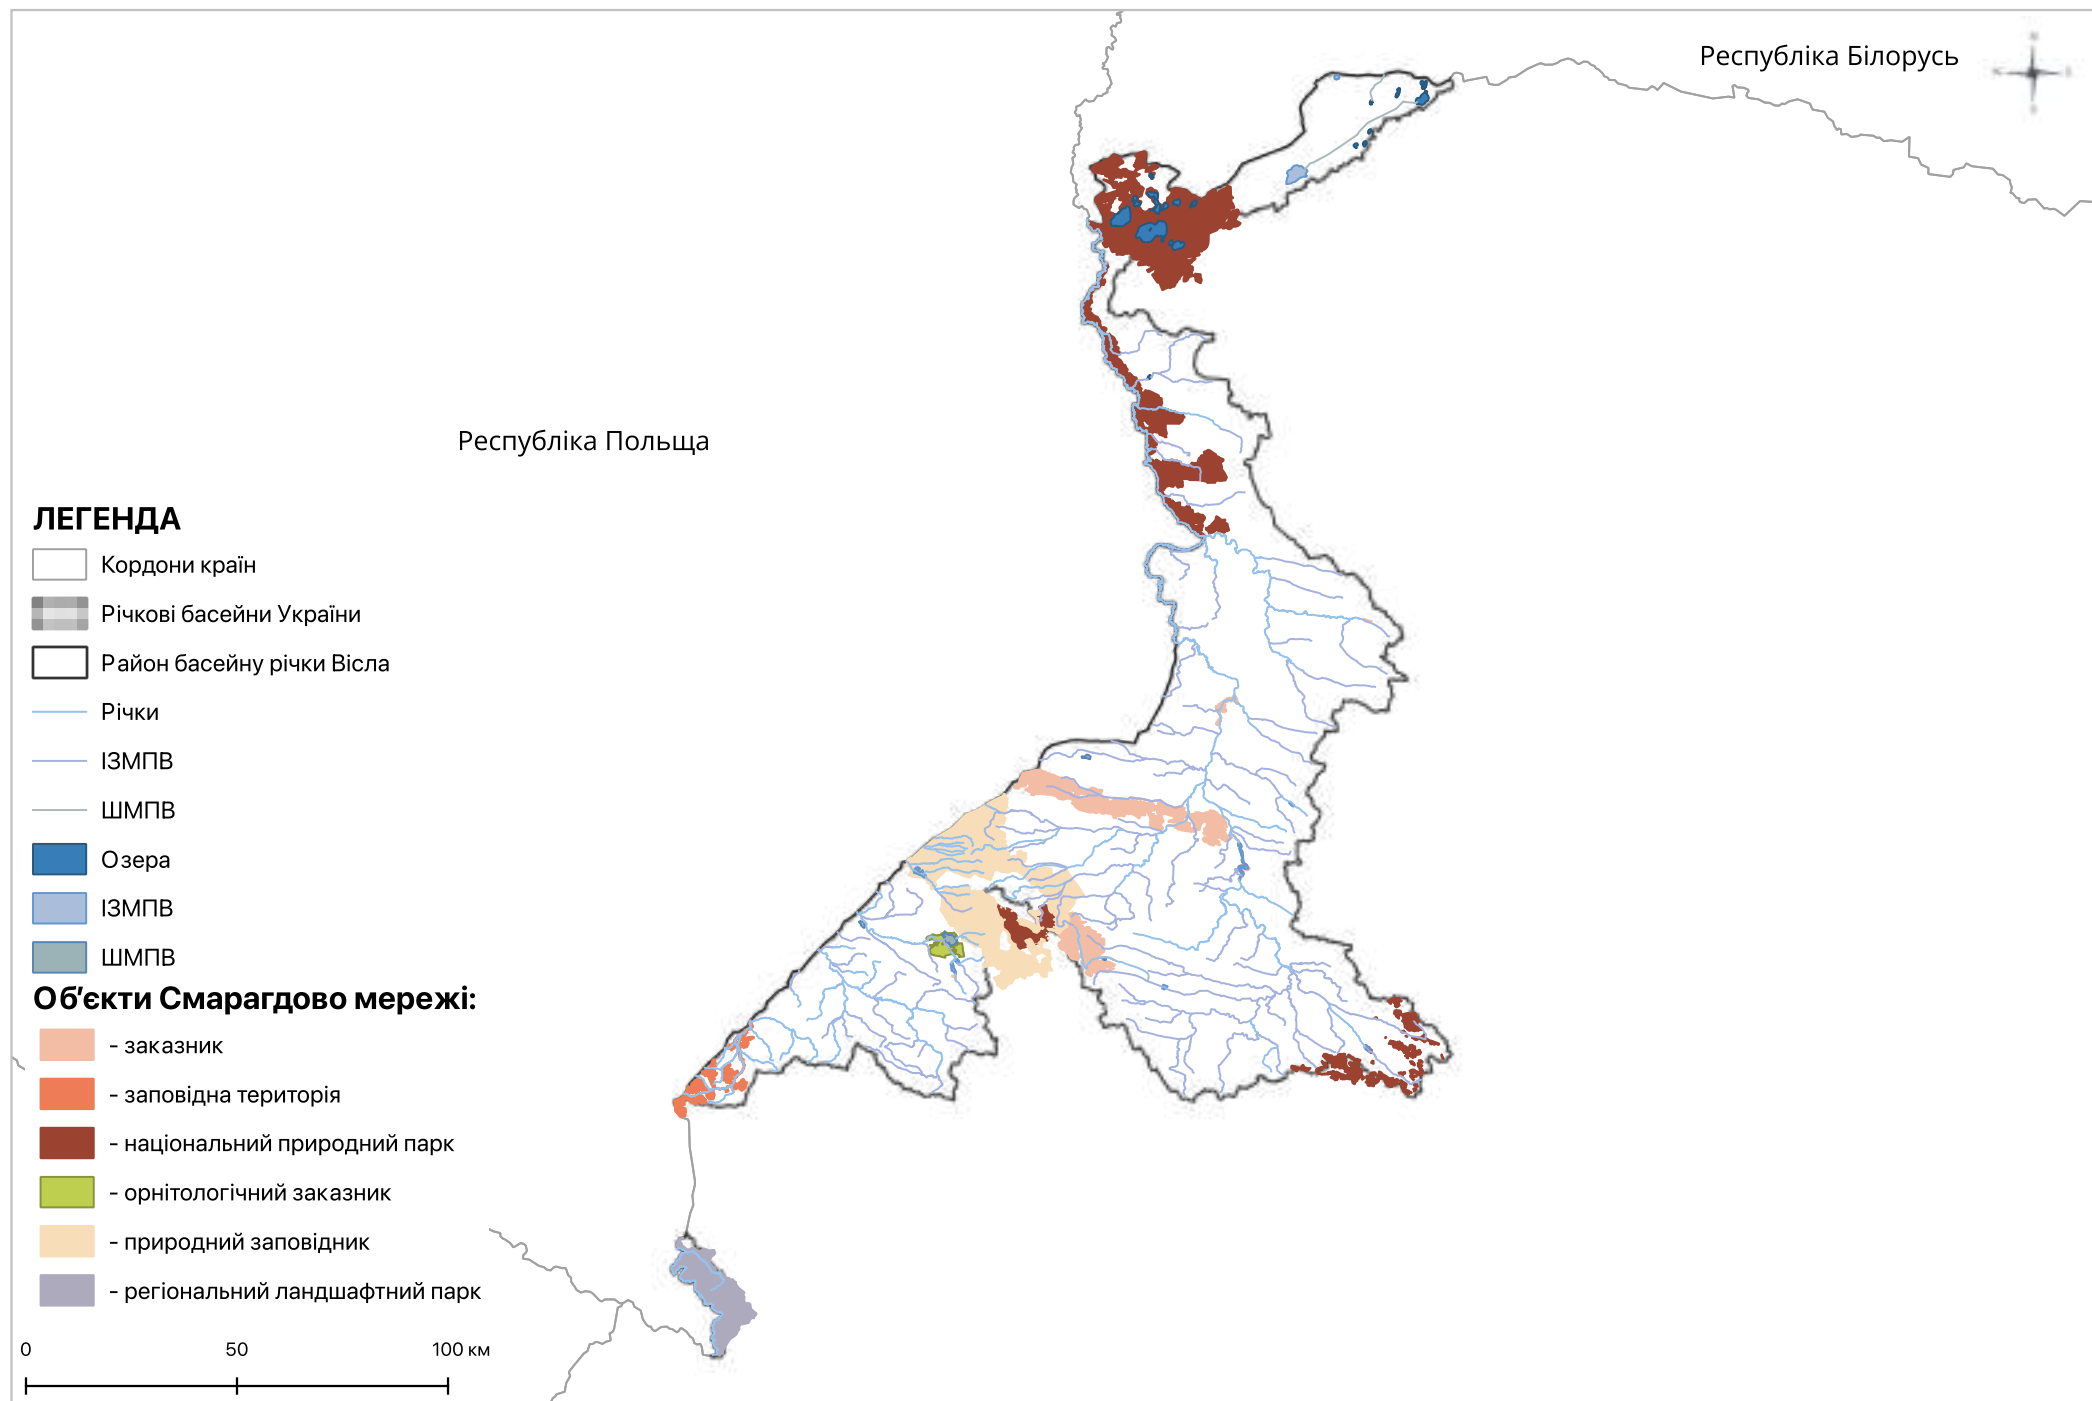 Республіка Білорусь
Республіка Польща
ЛЕГЕНДА
Кордони країн
Річкові басейни України
Район басейну річки Вісла
Річки
ІЗМПВ
ШМПВ
Озера
ІЗМПВ
ШМПВ
Об'єкти Смарагдово мережі:
- заказник
- заповідна територія
- національний природний парк
- орнітологічний заказник
- природний заповідник
- регіональний ландшафтний парк
0 50 100 км